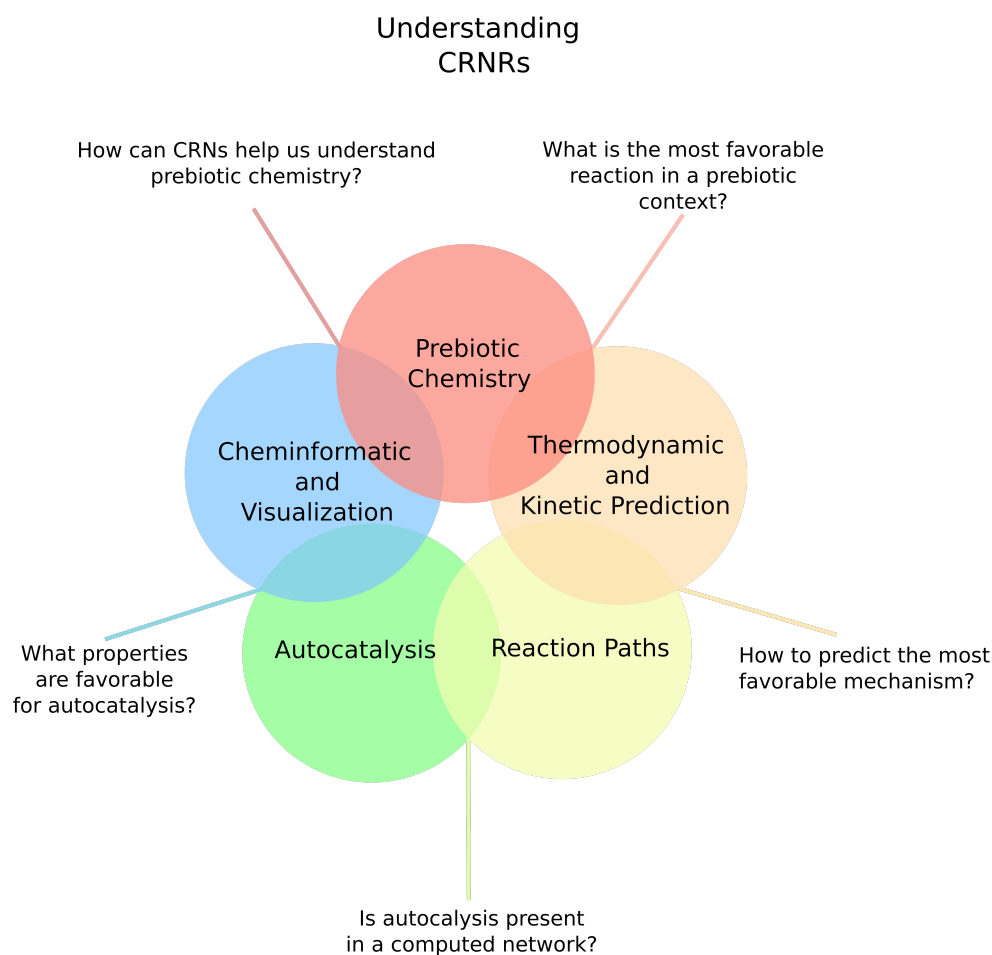 Understanding
CRNRs
How can CRNs help us understand
prebiotic chemistry?
What is the most favorable
reaction in a prebiotic
context?
Prebiotic
Chemistry
Cheminformatic
and
Visualization
Thermodynamic
and
Kinetic Prediction
Autocatalysis
Reaction Paths
What properties
are favorable
for autocatalysis?
How to predict the most
favorable mechanism?
Is autocalysis present
in a computed network?